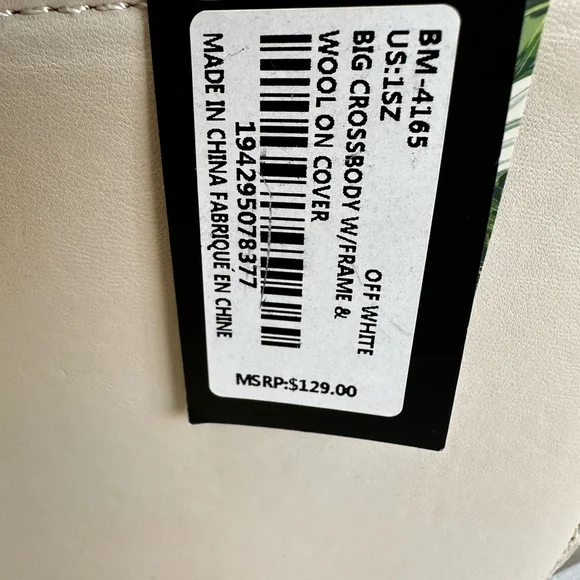 BM-4165
US:1SZ
OFF WHITE
BIG CROSSBODY W/FRAME &
WOOL ON COVER
194295078377
MADE IN CHINA FABRIQUÉ EN CHINE
MSRP:$129.00